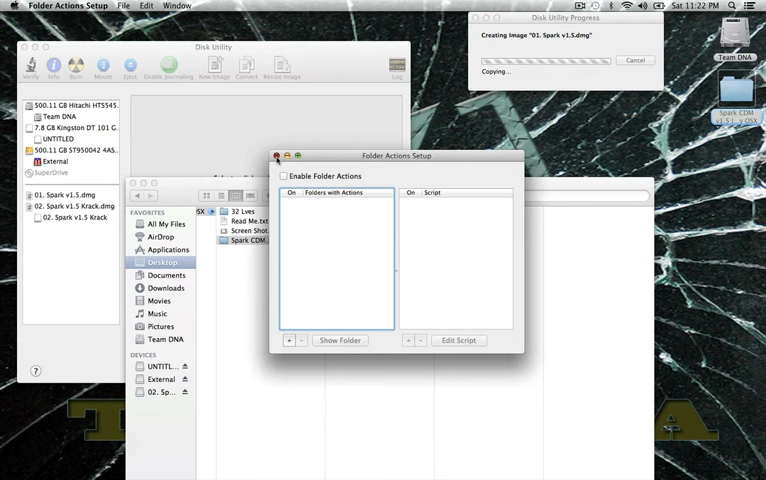 Folder Actions Setup File Edit Window
Sat 11:22 PM
Disk Utility
Verify Info Burn Mount Eject Enable Journaling New Image Convert Resize Image Log
500.11 GB Hitachi HTS545...
Team DNA
7.8 GB Kingston DT 101 G...
UNTITLED
500.11 GB ST950042 4AS...
External
SuperDrive
01. Spark v1.5.dmg
02. Spark v1.5 Krack.dmg
02. Spark v1.5 Krack
?
Disk Utility Progress
Creating Image "01. Spark v1.5.dmg"
Cancel
Copying...
Team DNA
Spark CDM
Folder Actions Setup
Enable Folder Actions
On Folders with Actions
On Script
+ - Show Folder
+ - Edit Script
FAVORITES
All My Files
AirDrop
Applications
Desktop
Documents
Downloads
Movies
Music
Pictures
Team DNA
DEVICES
UNTITL...
External
02. Sp...
OSX
32 Lves
Read Me.txt
Screen Shot.
Spark CDM..
T
A